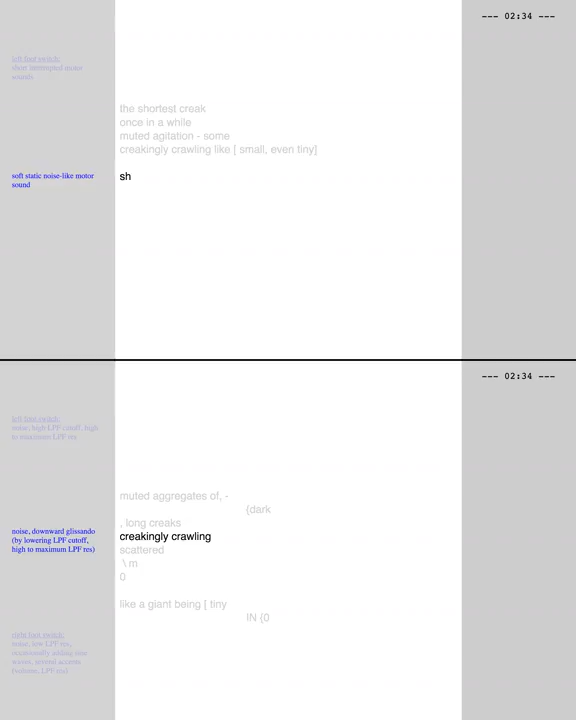 --- 02:34 ---
left foot switch:
short interrupted motor
sounds
the shortest creak
once in a while
muted agitation - some
creakingly crawling like [ small, even tiny]
soft static noise-like motor
sound
sh
--- 02:34 ---
left foot switch:
noise, high LPF cutoff, high
to maximum LPF res
muted aggregates of, -
{dark
, long creaks
noise, downward glissando
(by lowering LPF cutoff,
high to maximum LPF res)
creakingly crawling
scattered
\ m
0
like a giant being [ tiny
IN {0
right foot switch:
noise, low LPF res,
occasionally adding sine
waves, several accents
(volume, LPF res)